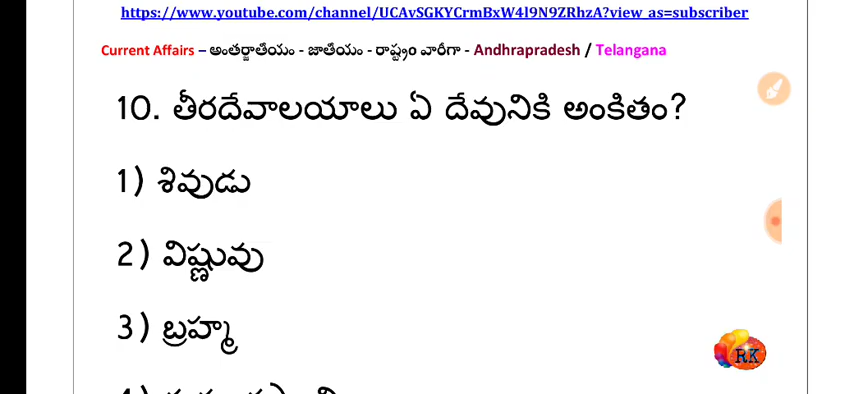 https://www.youtube.com/channel/UCAvSGKYCrmBxW4l9N9ZRhzA?view_as=subscriber
Current Affairs – అంతర్జాతీయం - జాతీయం - రాష్ట్రం వారీగా - Andhrapradesh / Telangana
10. తీరదేవాలయాలు ఏ దేవునికి అంకితం?
1) శివుడు
2) విష్ణువు
3) బ్రహ్మ
RK